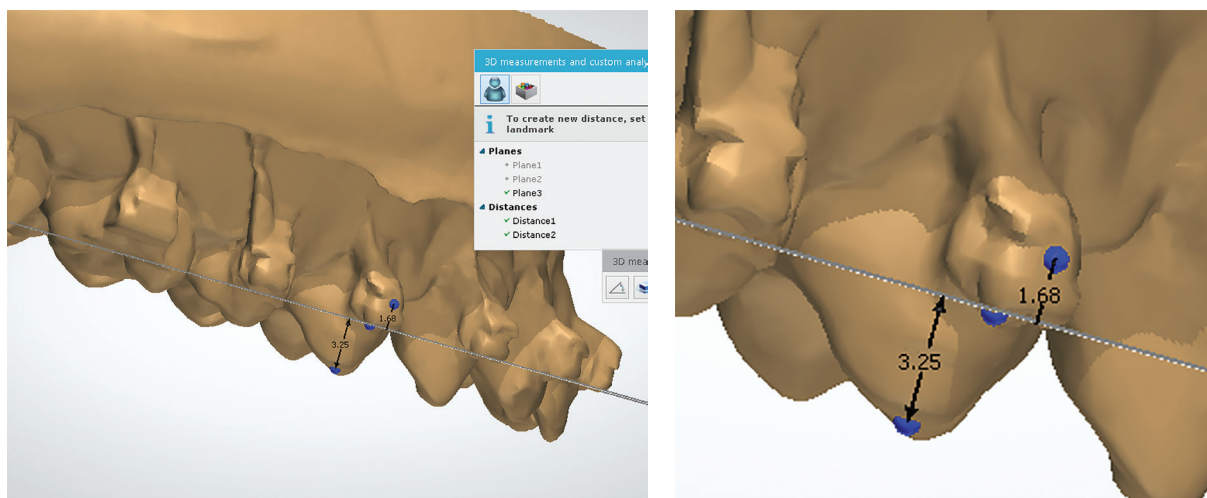 3D measurements and custom analy
To create new distance, set
landmark
Planes
Plane1
Plane2
Plane3
Distances
Distance1
Distance2
3D mea
1.68
3.25
1.68
3.25